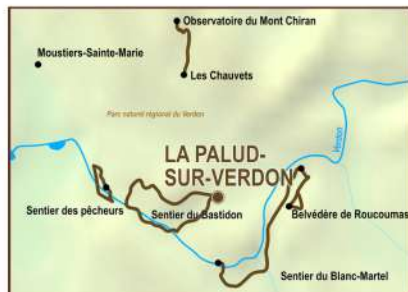 Observatoire du Mont Chiran
Moustiers-Sainte-Marie
Les Chauvets
Parc naturel régional du Verdon
Verdon
LA PALUD-
SUR-VERDON
Sentier des pêcheurs
Sentier du Bastidon
Belvédère de Roucoumas
Sentier du Blanc-Martel